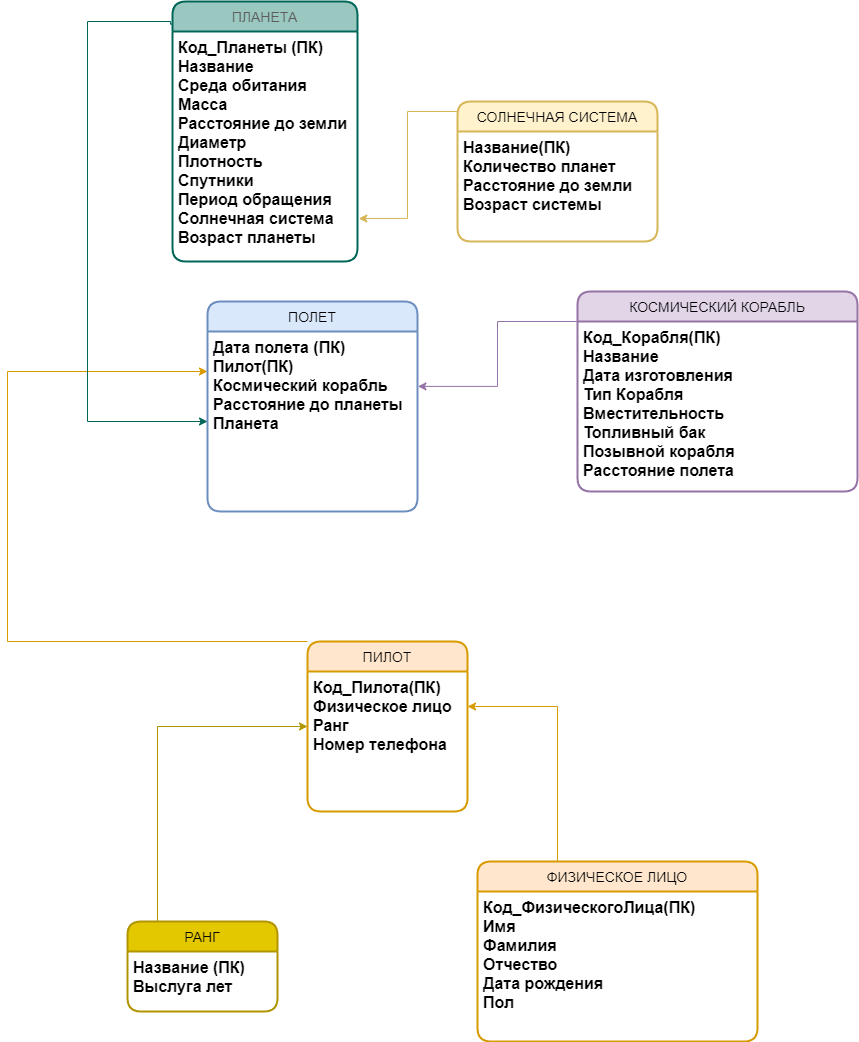 ПЛАНЕТА
Код_Планеты (ПК)
Название
Среда обитания
Масса
Расстояние до земли
Диаметр
Плотность
Спутники
Период обращения
Солнечная система
Возраст планеты
СОЛНЕЧНАЯ СИСТЕМА
Название(ПК)
Количество планет
Расстояние до земли
Возраст системы
ПОЛЕТ
Дата полета (ПК)
Пилот(ПК)
Космический корабль
Расстояние до планеты
Планета
КОСМИЧЕСКИЙ КОРАБЛЬ
Код_Корабля(ПК)
Название
Дата изготовления
Тип Корабля
Вместительность
Топливный бак
Позывной корабля
Расстояние полета
ПИЛОТ
Код_Пилота(ПК)
Физическое лицо
Ранг
Номер телефона
ФИЗИЧЕСКОЕ ЛИЦО
Код_ФизическогоЛица(ПК)
Имя
Фамилия
Отчество
Дата рождения
Пол
РАНГ
Название (ПК)
Выслуга лет